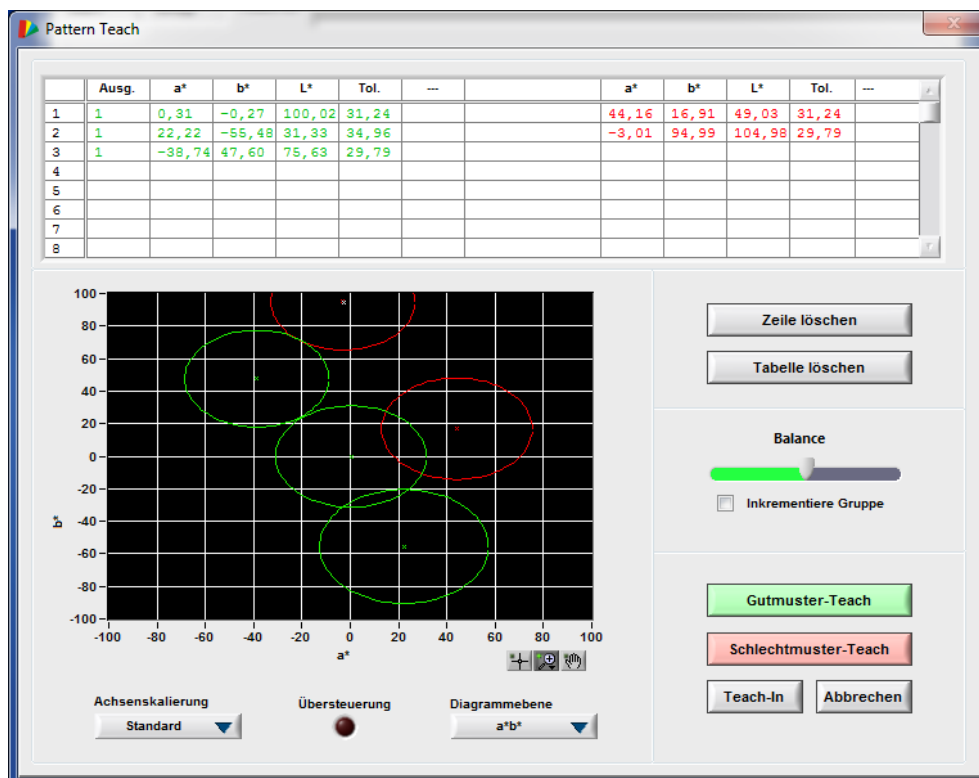 Pattern Teach
Ausg. a* b* L* Tol. --- a* b* L* Tol. ---
1 1 0,31 -0,27 100,02 31,24 44,16 16,91 49,03 31,24
2 1 22,22 -55,48 31,33 34,96 -3,01 94,99 104,98 29,79
3 1 -38,74 47,60 75,63 29,79
4
5
6
7
8
100
80
60
40
20
0
-20
-40
-60
-80
-100
b*
-100 -80 -60 -40 -20 0 20 40 60 80 100
a*
Achsenskalierung
Standard
Übersteuerung
Diagrammebene
a*b*
Zeile löschen
Tabelle löschen
Balance
Inkrementiere Gruppe
Gutmuster-Teach
Schlechtmuster-Teach
Teach-In Abbrechen